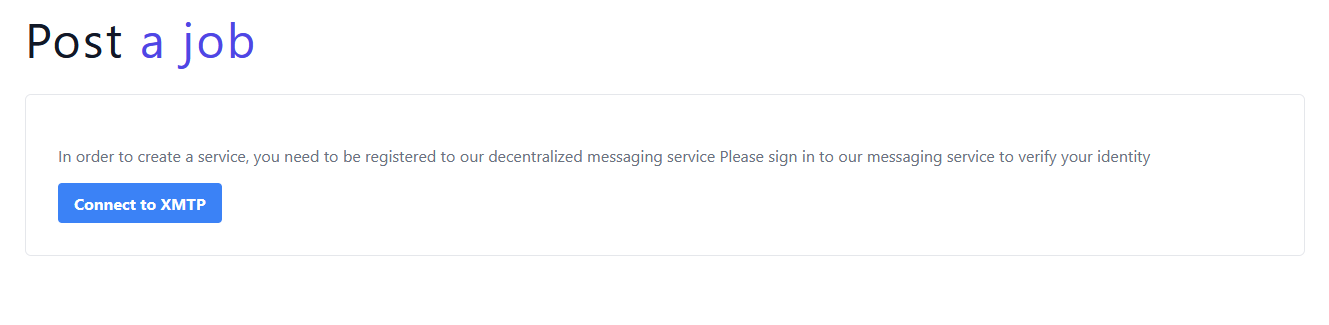 Post a job
In order to create a service, you need to be registered to our decentralized messaging service Please sign in to our messaging service to verify your identity
Connect to XMTP